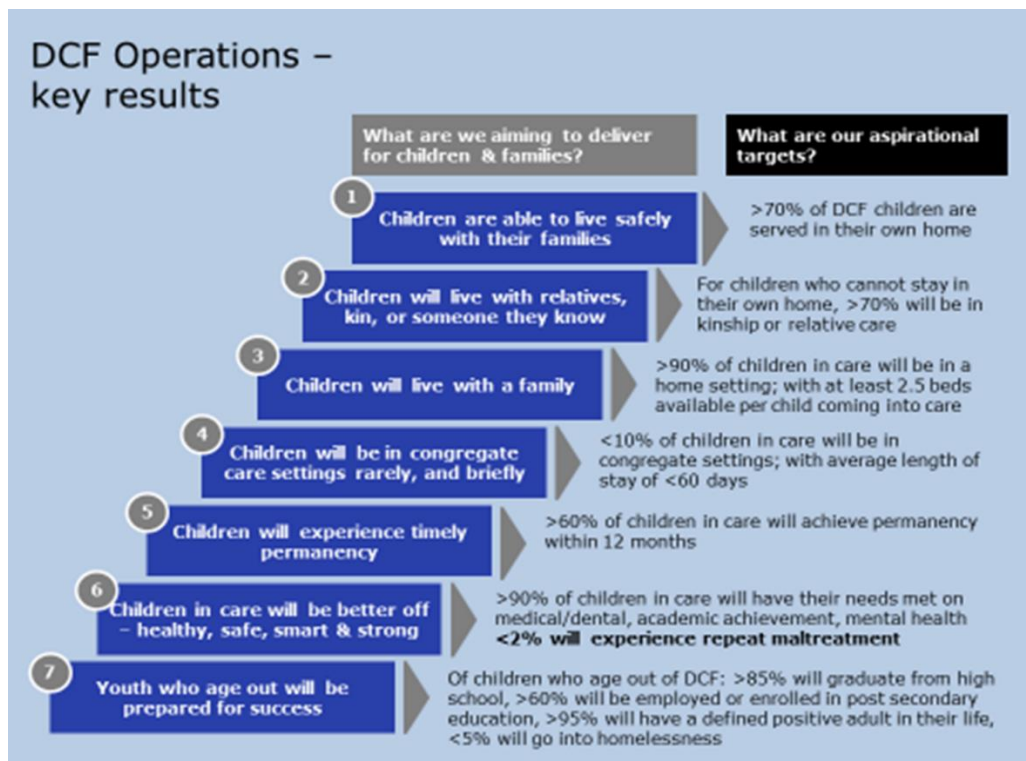 DCF Operations –
key results
What are we aiming to deliver
for children & families?
What are our aspirational
targets?
1
Children are able to live safely
with their families
>70% of DCF children are
served in their own home
2
Children will live with relatives,
kin, or someone they know
For children who cannot stay in
their own home, >70% will be in
kinship or relative care
3
Children will live with a family
>90% of children in care will be in a
home setting; with at least 2.5 beds
available per child coming into care
4
Children will be in congregate
care settings rarely, and briefly
<10% of children in care will be in
congregate settings; with average length of
stay of <60 days
5
Children will experience timely
permanency
>60% of children in care will achieve permanency
within 12 months
6
Children in care will be better off
– healthy, safe, smart & strong
>90% of children in care will have their needs met on
medical/dental, academic achievement, mental health
<2% will experience repeat maltreatment
7
Youth who age out will be
prepared for success
Of children who age out of DCF: >85% will graduate from high
school, >60% will be employed or enrolled in post secondary
education, >95% will have a defined positive adult in their life,
<5% will go into homelessness